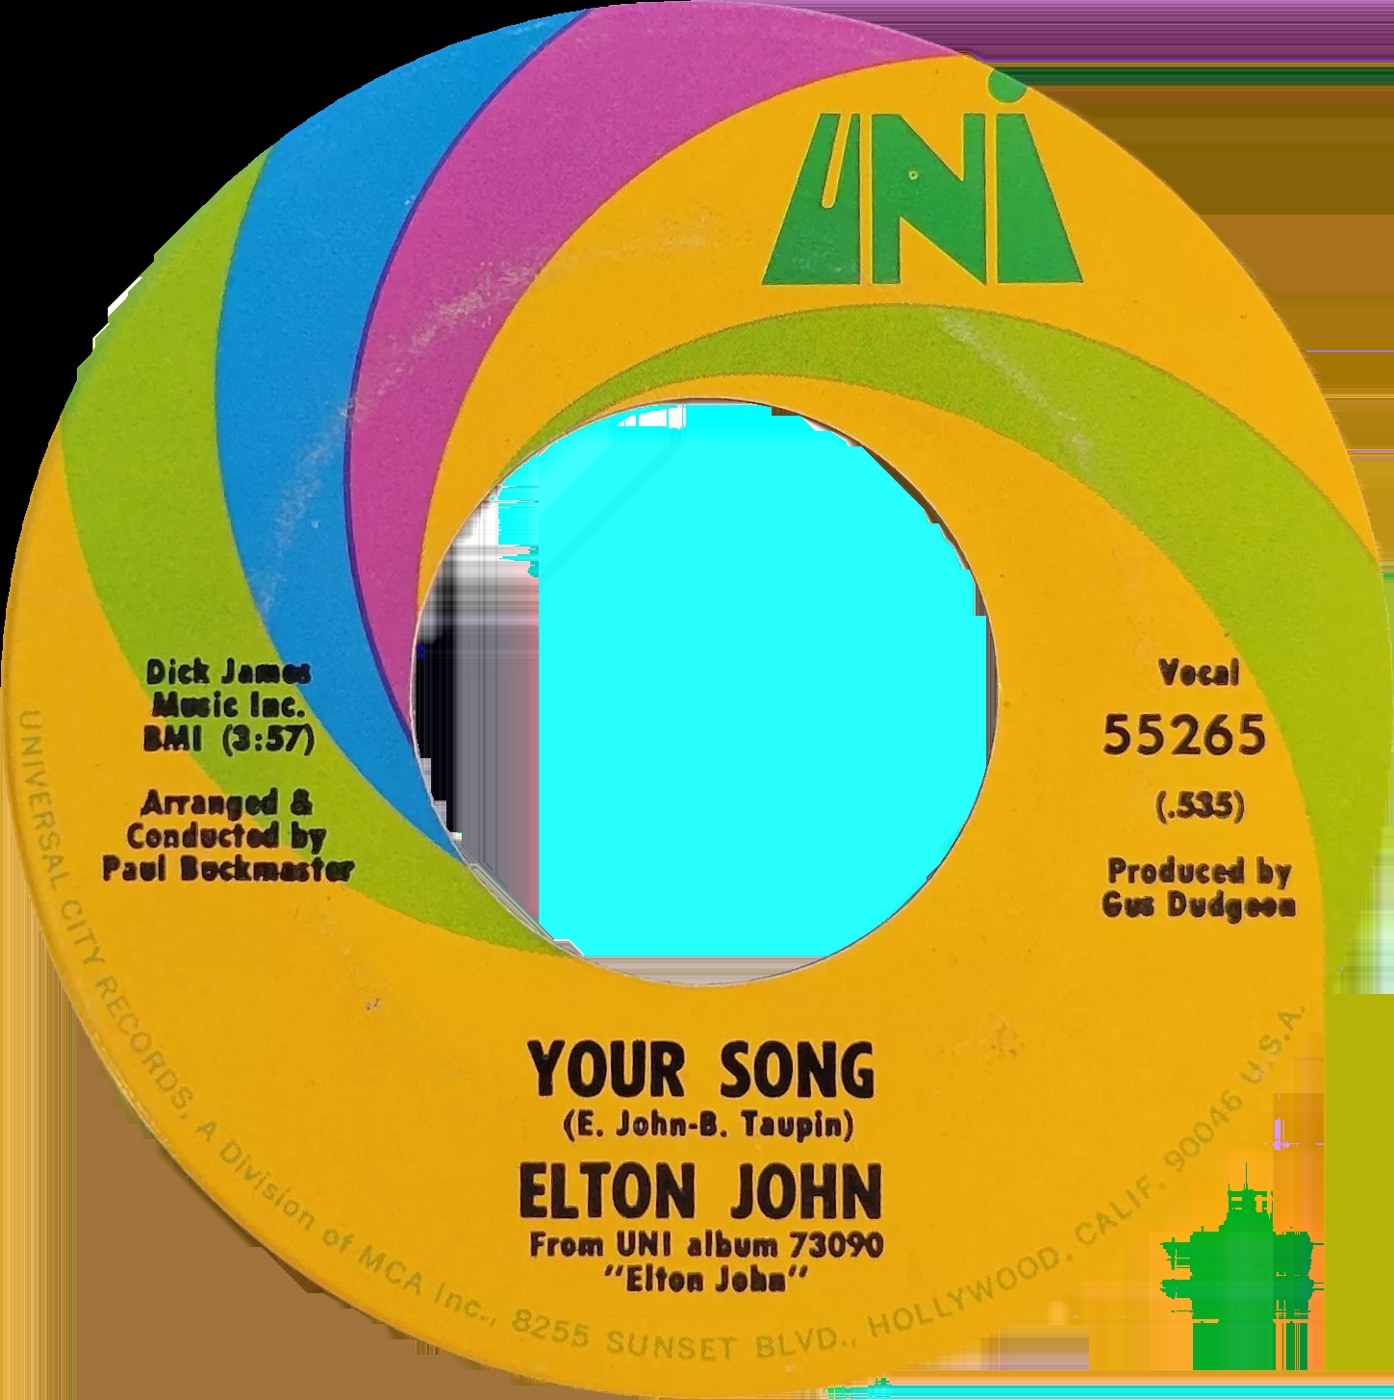 UNI
Dick James
Music Inc.
BMI (3:57)
Arranged &
Conducted by
Paul Buckmaster
Vocal
55265
(.535)
Produced by
Gus Dudgeon
YOUR SONG
(E. John-B. Taupin)
ELTON JOHN
From UNI album 73090
"Elton John"
UNIVERSAL CITY RECORDS, A Division of MCA Inc., 8255 SUNSET BLVD., HOLLYWOOD, CALIF. 90046 U.S.A.